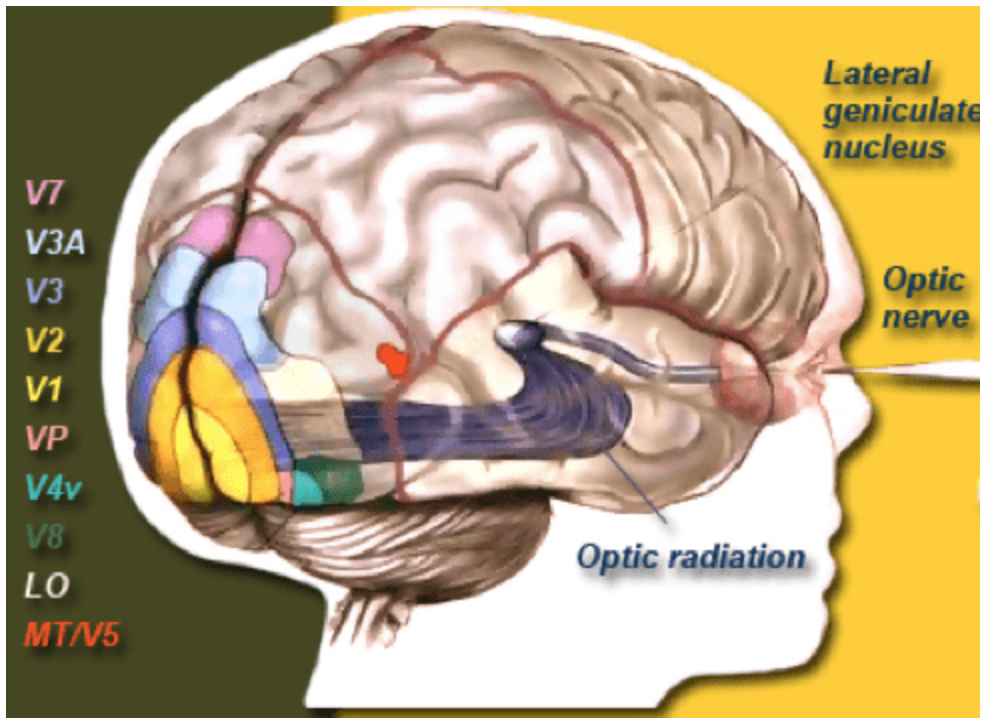 Lateral
geniculate
nucleus
V7
V3A
V3
V2
V1
VP
V4v
V8
LO
MT/V5
Optic
nerve
Optic radiation